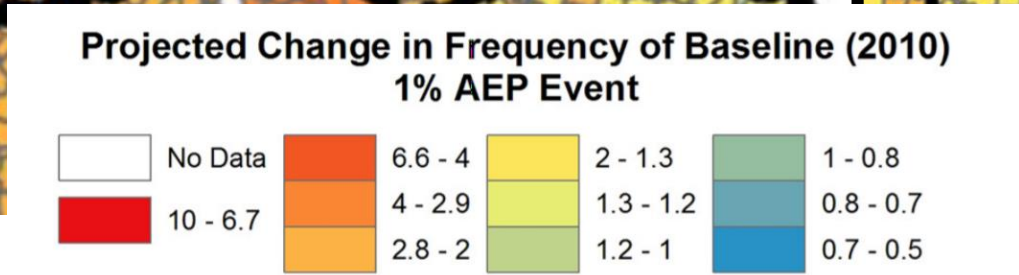 Projected Change in Frequency of Baseline (2010)
1% AEP Event
No Data
10 - 6.7
6.6 - 4
4 - 2.9
2.8 - 2
2 - 1.3
1.3 - 1.2
1.2 - 1
1 - 0.8
0.8 - 0.7
0.7 - 0.5